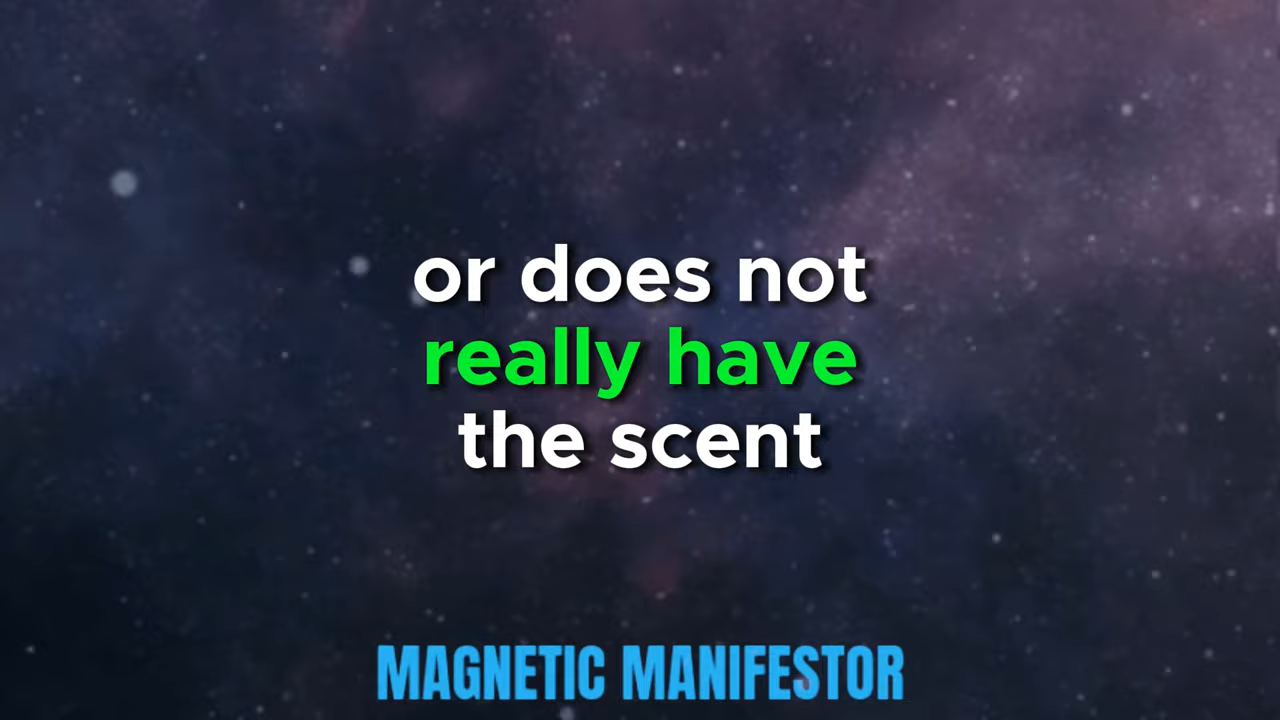 or does not
really have
the scent
MAGNETIC MANIFESTOR